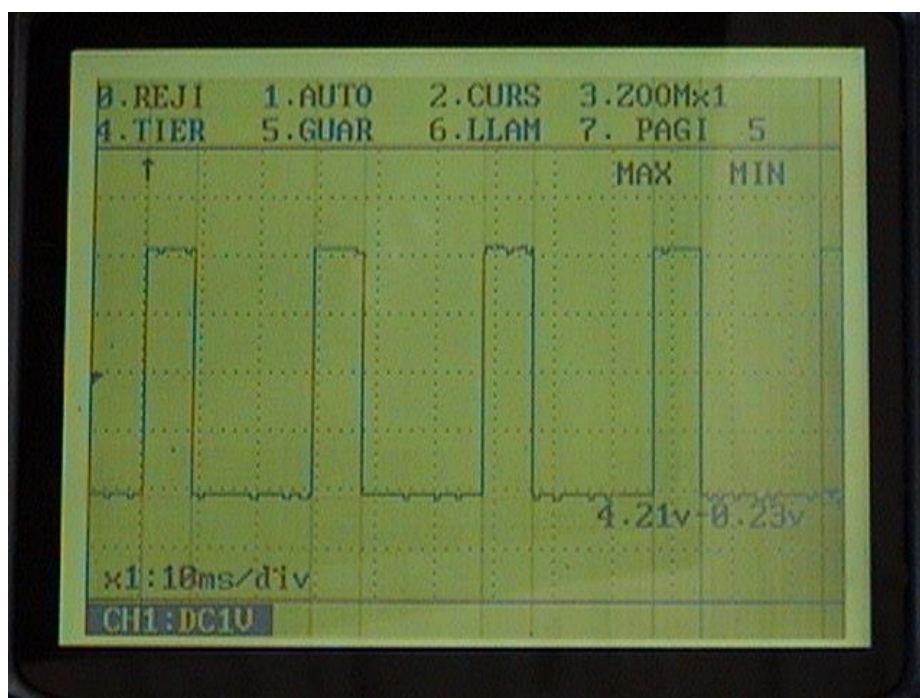 0.REJI 1.AUTO 2.CURS 3.ZOOMx1
4.TIER 5.GUAR 6.LLAM 7. PAGI 5
MAX MIN
4.21v-0.23v
x1:10ms/div
CH1:DC1V